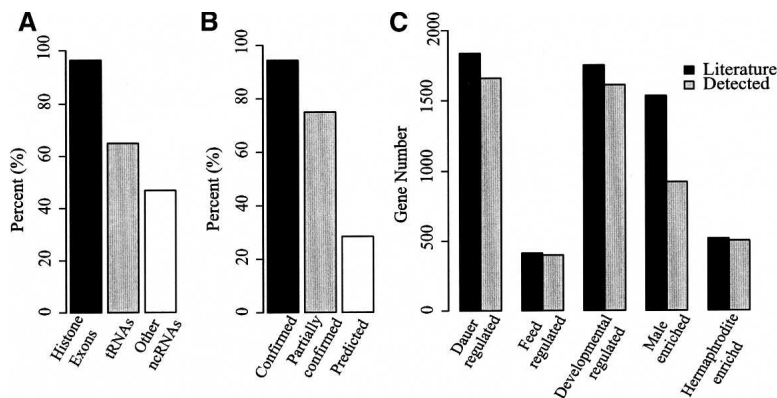 A
Percent (%)
100
80
60
40
20
0
Histone
Exons
tRNAs
Other
ncRNAs
B
Percent (%)
100
80
60
40
20
0
Confirmed
Partially
confirmed
Predicted
C
Gene Number
2000
1500
1000
500
0
Literature
Detected
Dauer
regulated
Feed
regulated
Developmental
regulated
Male
enriched
Hermaphrodite
enrichd